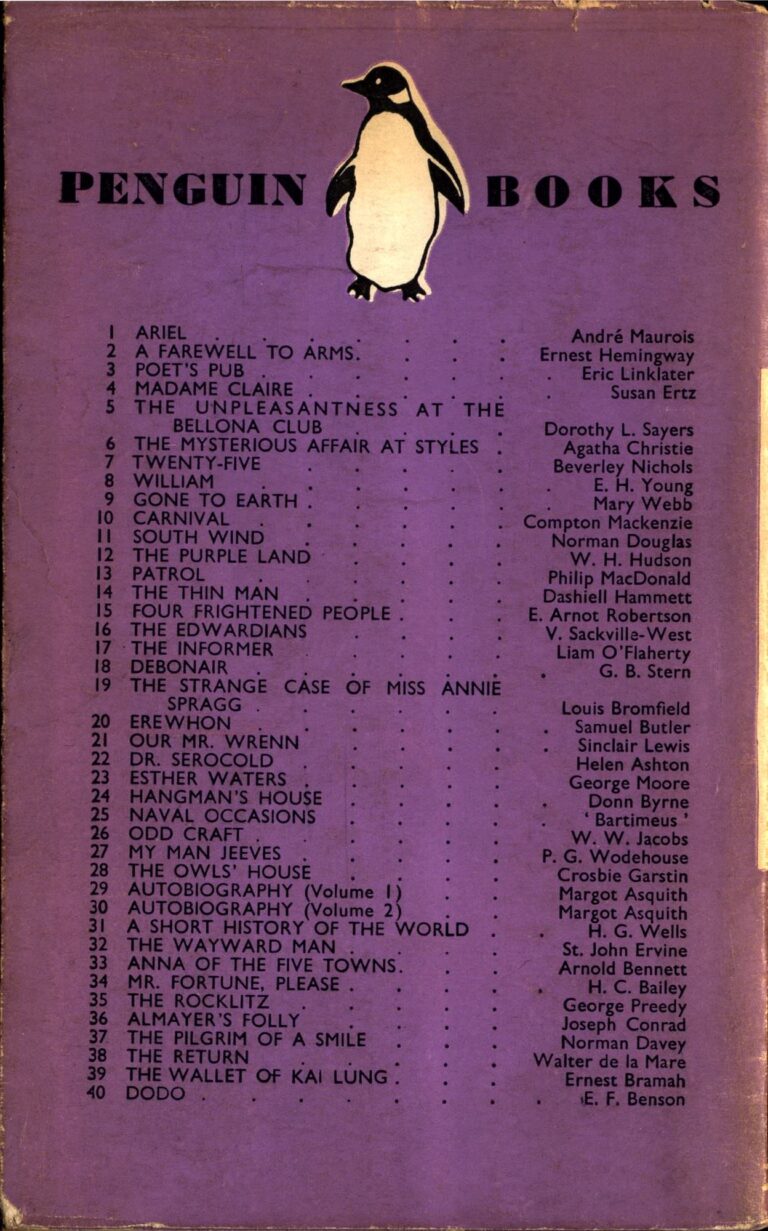 PENGUIN BOOKS
1 ARIEL . . . . . . . André Maurois
2 A FAREWELL TO ARMS. . . . Ernest Hemingway
3 POET'S PUB . . . . . . . Eric Linklater
4 MADAME CLAIRE . . . . . . Susan Ertz
5 THE UNPLEASANTNESS AT THE
BELLONA CLUB . . . . Dorothy L. Sayers
6 THE MYSTERIOUS AFFAIR AT STYLES . Agatha Christie
7 TWENTY-FIVE . . . . . Beverley Nichols
8 WILLIAM . . . . . . . E. H. Young
9 GONE TO EARTH . . . . . . Mary Webb
10 CARNIVAL . . . . . . Compton Mackenzie
11 SOUTH WIND . . . . . Norman Douglas
12 THE PURPLE LAND . . . . . W. H. Hudson
13 PATROL . . . . . . Philip MacDonald
14 THE THIN MAN . . . . . Dashiell Hammett
15 FOUR FRIGHTENED PEOPLE . . . E. Arnot Robertson
16 THE EDWARDIANS . . . . V. Sackville-West
17 THE INFORMER . . . . . Liam O'Flaherty
18 DEBONAIR . . . . . . . G. B. Stern
19 THE STRANGE CASE OF MISS ANNIE
SPRAGG . . . . . . Louis Bromfield
20 EREWHON . . . . . . . Samuel Butler
21 OUR MR. WRENN . . . . . Sinclair Lewis
22 DR. SEROCOLD . . . . . Helen Ashton
23 ESTHER WATERS . . . . . George Moore
24 HANGMAN'S HOUSE . . . . . Donn Byrne
25 NAVAL OCCASIONS . . . . . ' Bartimeus '
26 ODD CRAFT . . . . . . W. W. Jacobs
27 MY MAN JEEVES . . . . . P. G. Wodehouse
28 THE OWLS' HOUSE . . . . Crosbie Garstin
29 AUTOBIOGRAPHY (Volume 1) . . . Margot Asquith
30 AUTOBIOGRAPHY (Volume 2) . . . Margot Asquith
31 A SHORT HISTORY OF THE WORLD . . H. G. Wells
32 THE WAYWARD MAN . . . . St. John Ervine
33 ANNA OF THE FIVE TOWNS. . . . Arnold Bennett
34 MR. FORTUNE, PLEASE . . . . . H. C. Bailey
35 THE ROCKLITZ . . . . . George Preedy
36 ALMAYER'S FOLLY . . . . Joseph Conrad
37 THE PILGRIM OF A SMILE . . . Norman Davey
38 THE RETURN . . . . . Walter de la Mare
39 THE WALLET OF KAI LUNG . . . Ernest Bramah
40 DODO . . . . . . . . E. F. Benson